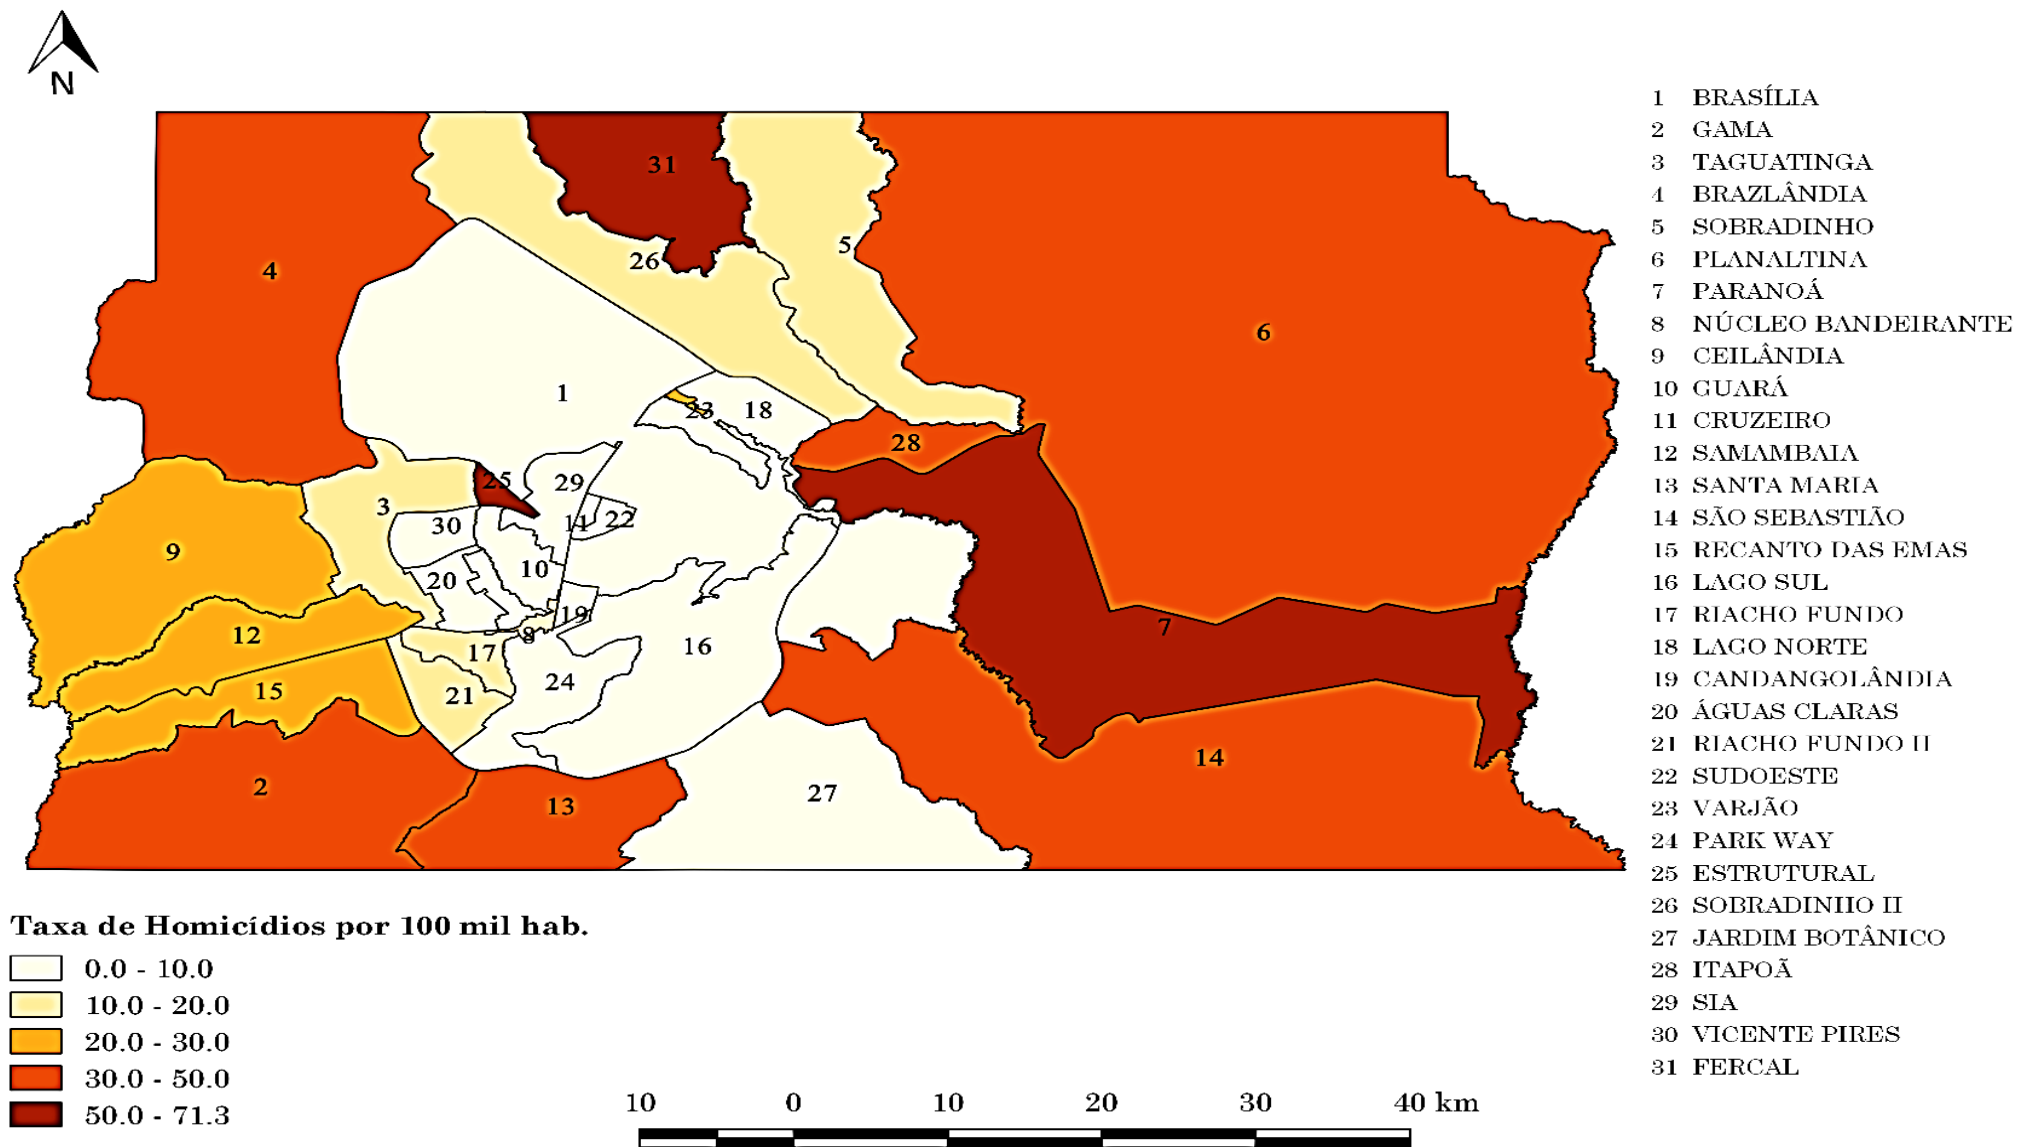 N
1 BRASÍLIA
2 GAMA
3 TAGUATINGA
4 BRAZLÂNDIA
5 SOBRADINHO
6 PLANALTINA
7 PARANOÁ
8 NÚCLEO BANDEIRANTE
9 CEILÂNDIA
10 GUARÁ
11 CRUZEIRO
12 SAMAMBAIA
13 SANTA MARIA
14 SÃO SEBASTIÃO
15 RECANTO DAS EMAS
16 LAGO SUL
17 RIACHO FUNDO
18 LAGO NORTE
19 CANDANGOLÂNDIA
20 ÁGUAS CLARAS
21 RIACHO FUNDO II
22 SUDOESTE
23 VARJÃO
24 PARK WAY
25 ESTRUTURAL
26 SOBRADINHO II
27 JARDIM BOTÂNICO
28 ITAPOÃ
29 SIA
30 VICENTE PIRES
31 FERCAL
31
5
26
4
6
1
23
18
28
25
29
3
30
11
22
9
10
20
19
12
8
7
17
16
24
15
21
14
2
27
13
Taxa de Homicídios por 100 mil hab.
0.0 - 10.0
10.0 - 20.0
20.0 - 30.0
30.0 - 50.0
50.0 - 71.3
10 0 10 20 30 40 km